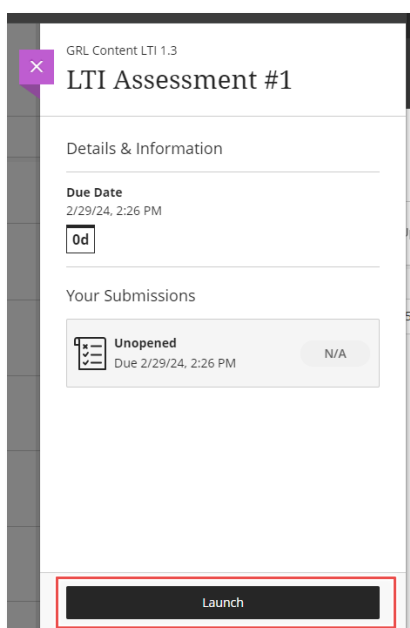 GRL Content LTI 1.3
LTI Assessment #1
Details & Information
Due Date
2/29/24, 2:26 PM
0d
Your Submissions
Unopened
Due 2/29/24, 2:26 PM
N/A
Launch